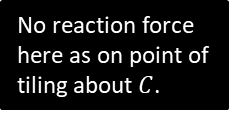 No reaction force
here as on point of
tiling about C.